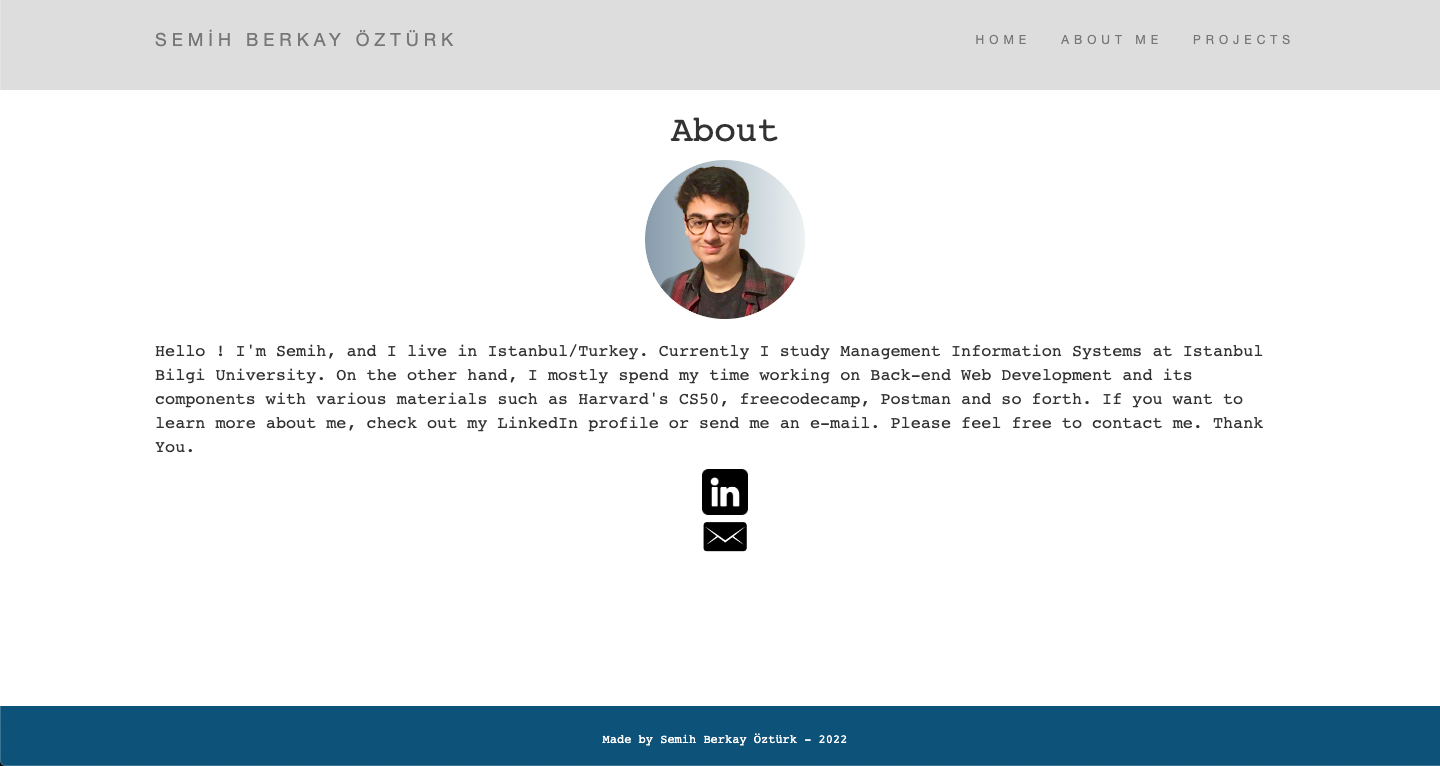 SEMİH BERKAY ÖZTÜRK
HOME ABOUT ME PROJECTS
About
Hello ! I'm Semih, and I live in Istanbul/Turkey. Currently I study Management Information Systems at Istanbul
Bilgi University. On the other hand, I mostly spend my time working on Back-end Web Development and its
components with various materials such as Harvard's CS50, freecodecamp, Postman and so forth. If you want to
learn more about me, check out my LinkedIn profile or send me an e-mail. Please feel free to contact me. Thank
You.
in
Made by Semih Berkay Öztürk - 2022